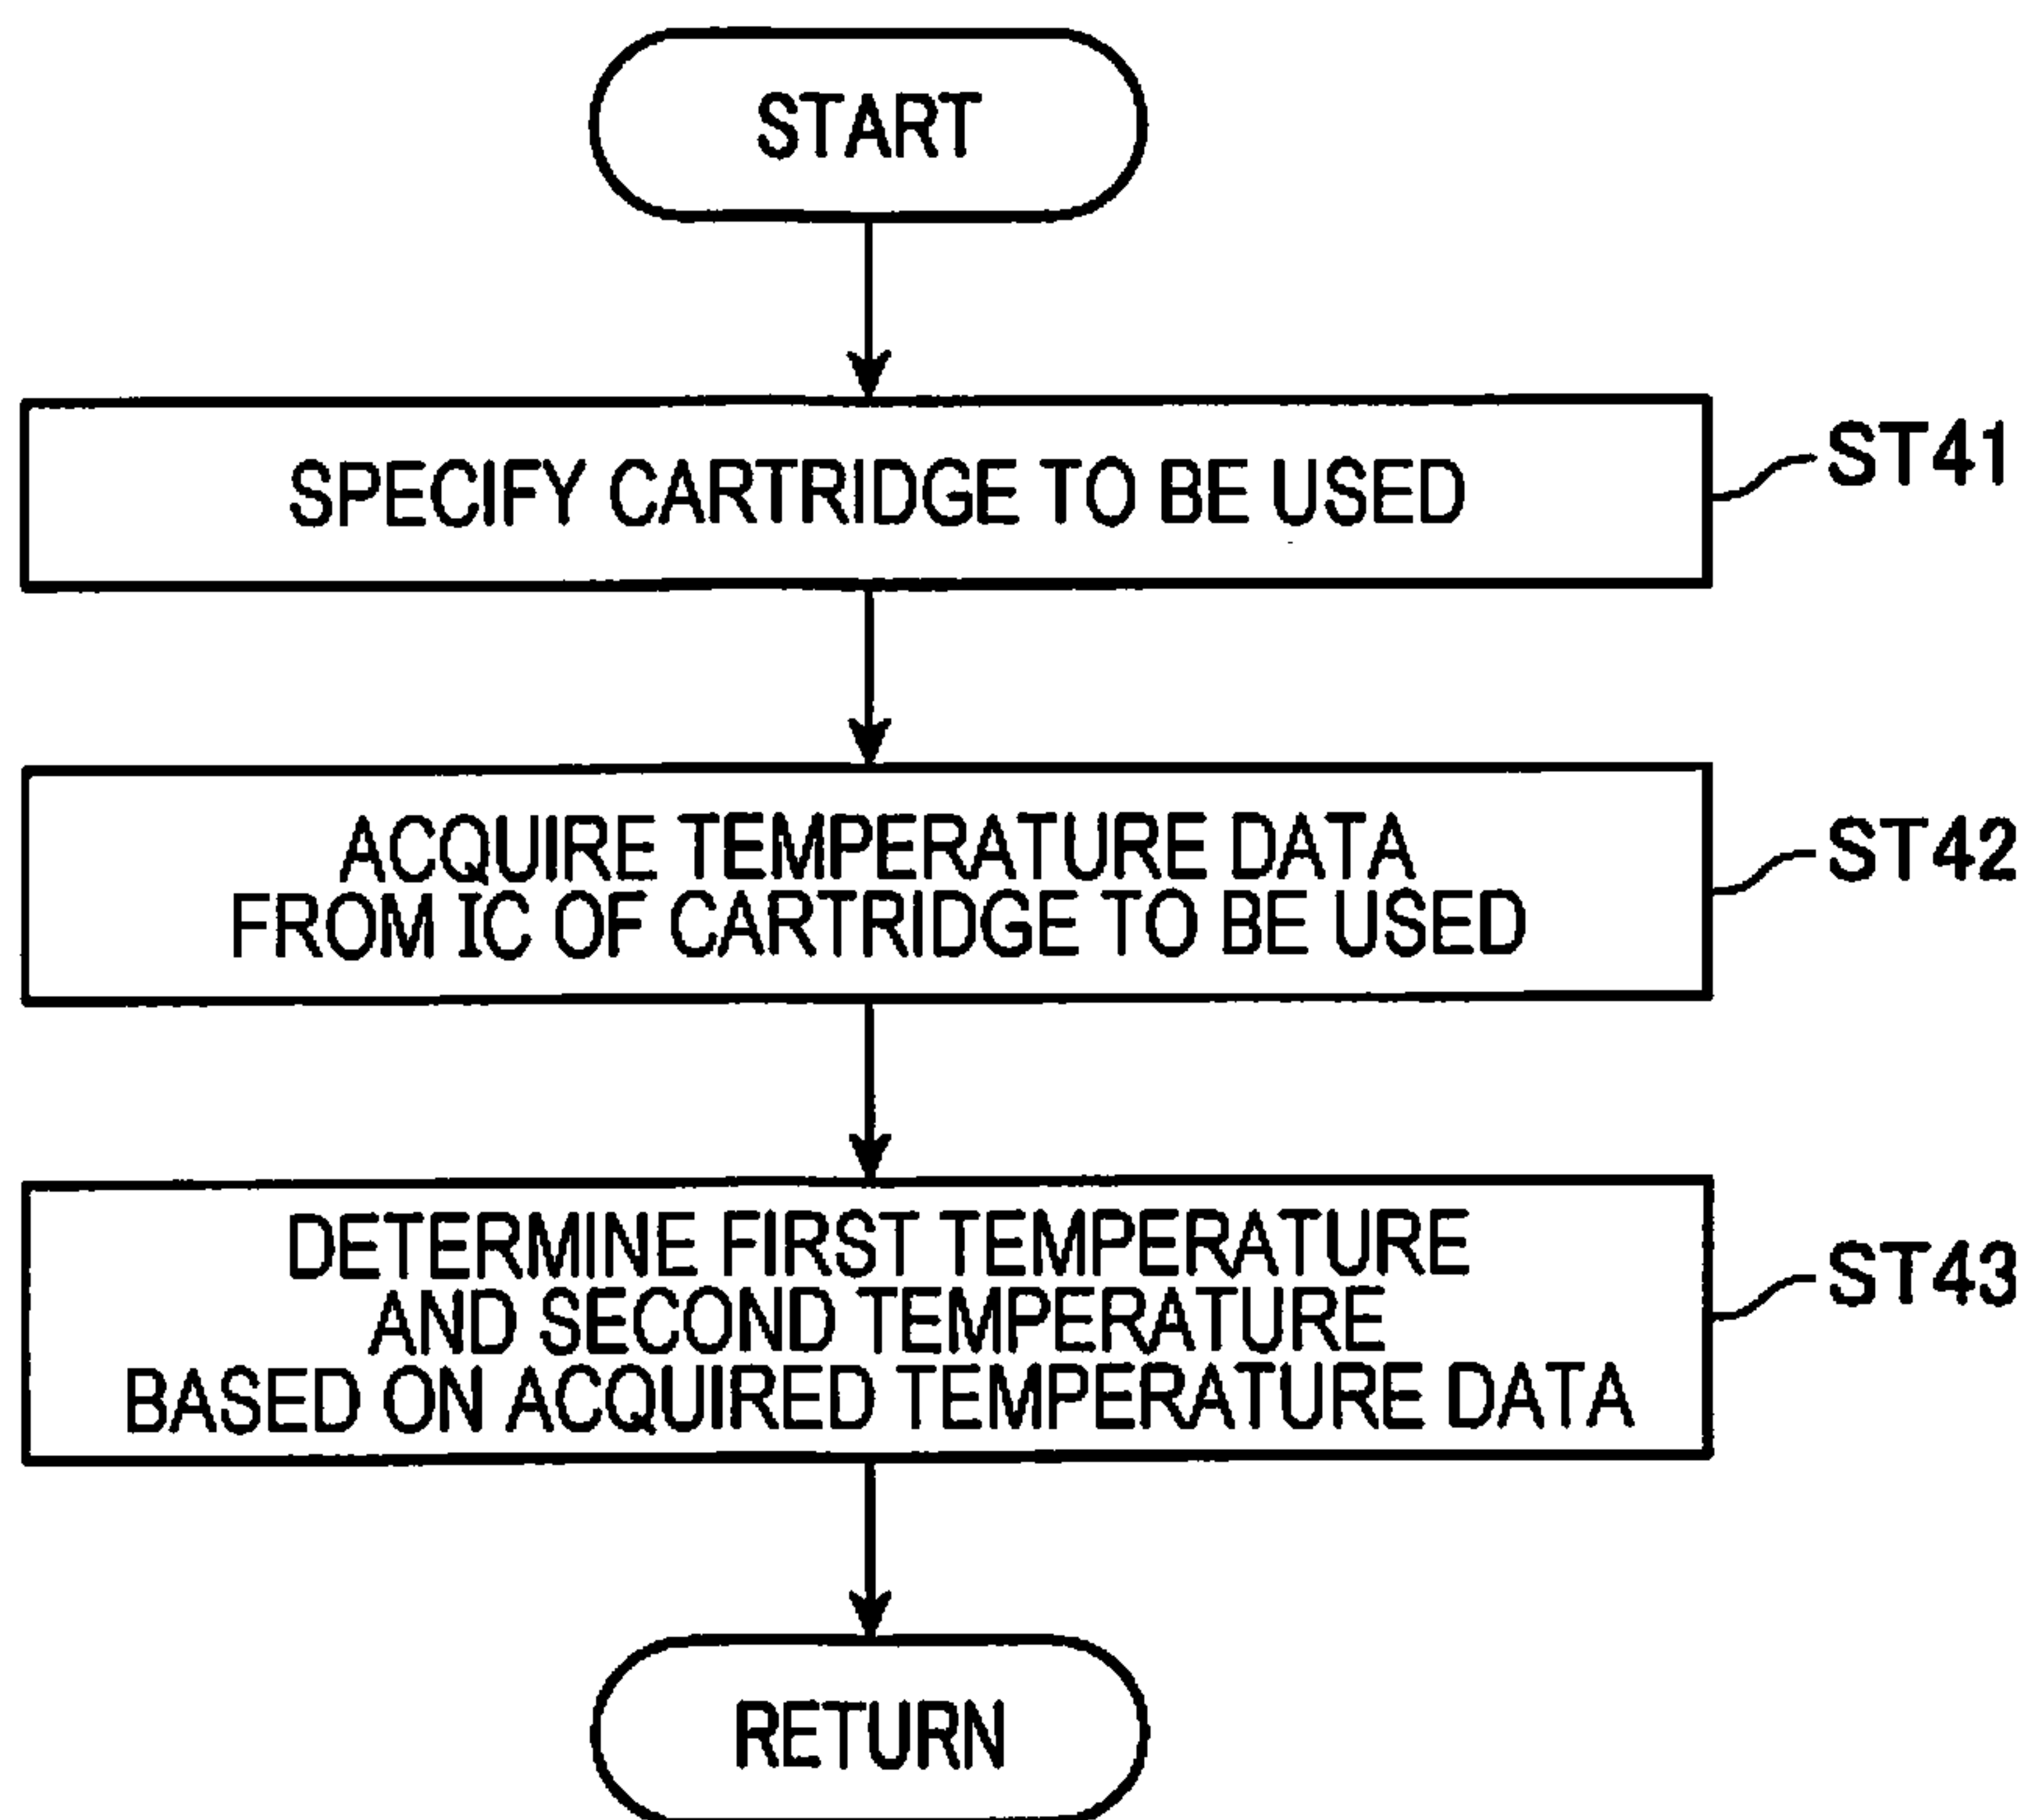 START
SPECIFY CARTRIDGE TO BE USED
ST41
ACQUIRE TEMPERATURE DATA
FROM IC OF CARTRIDGE TO BE USED
ST42
DETERMINE FIRST TEMPERATURE
AND SECOND TEMPERATURE
BASED ON ACQUIRED TEMPERATURE DATA
ST43
RETURN